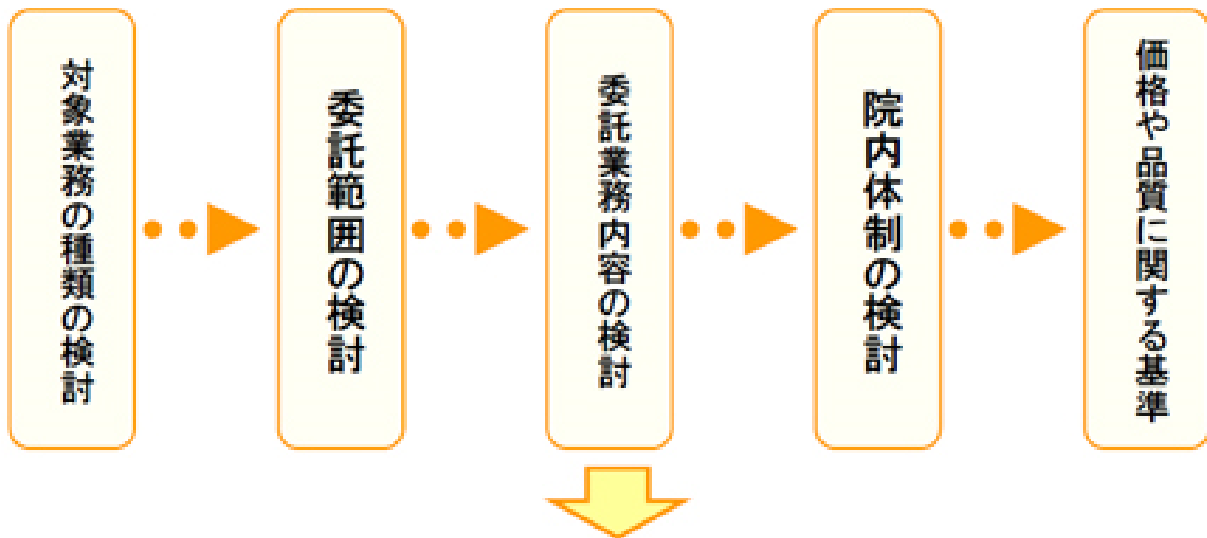 対象業務の種類の検討
委託範囲の検討
委託業務内容の検討
院内体制の検討
価格や品質に関する基準